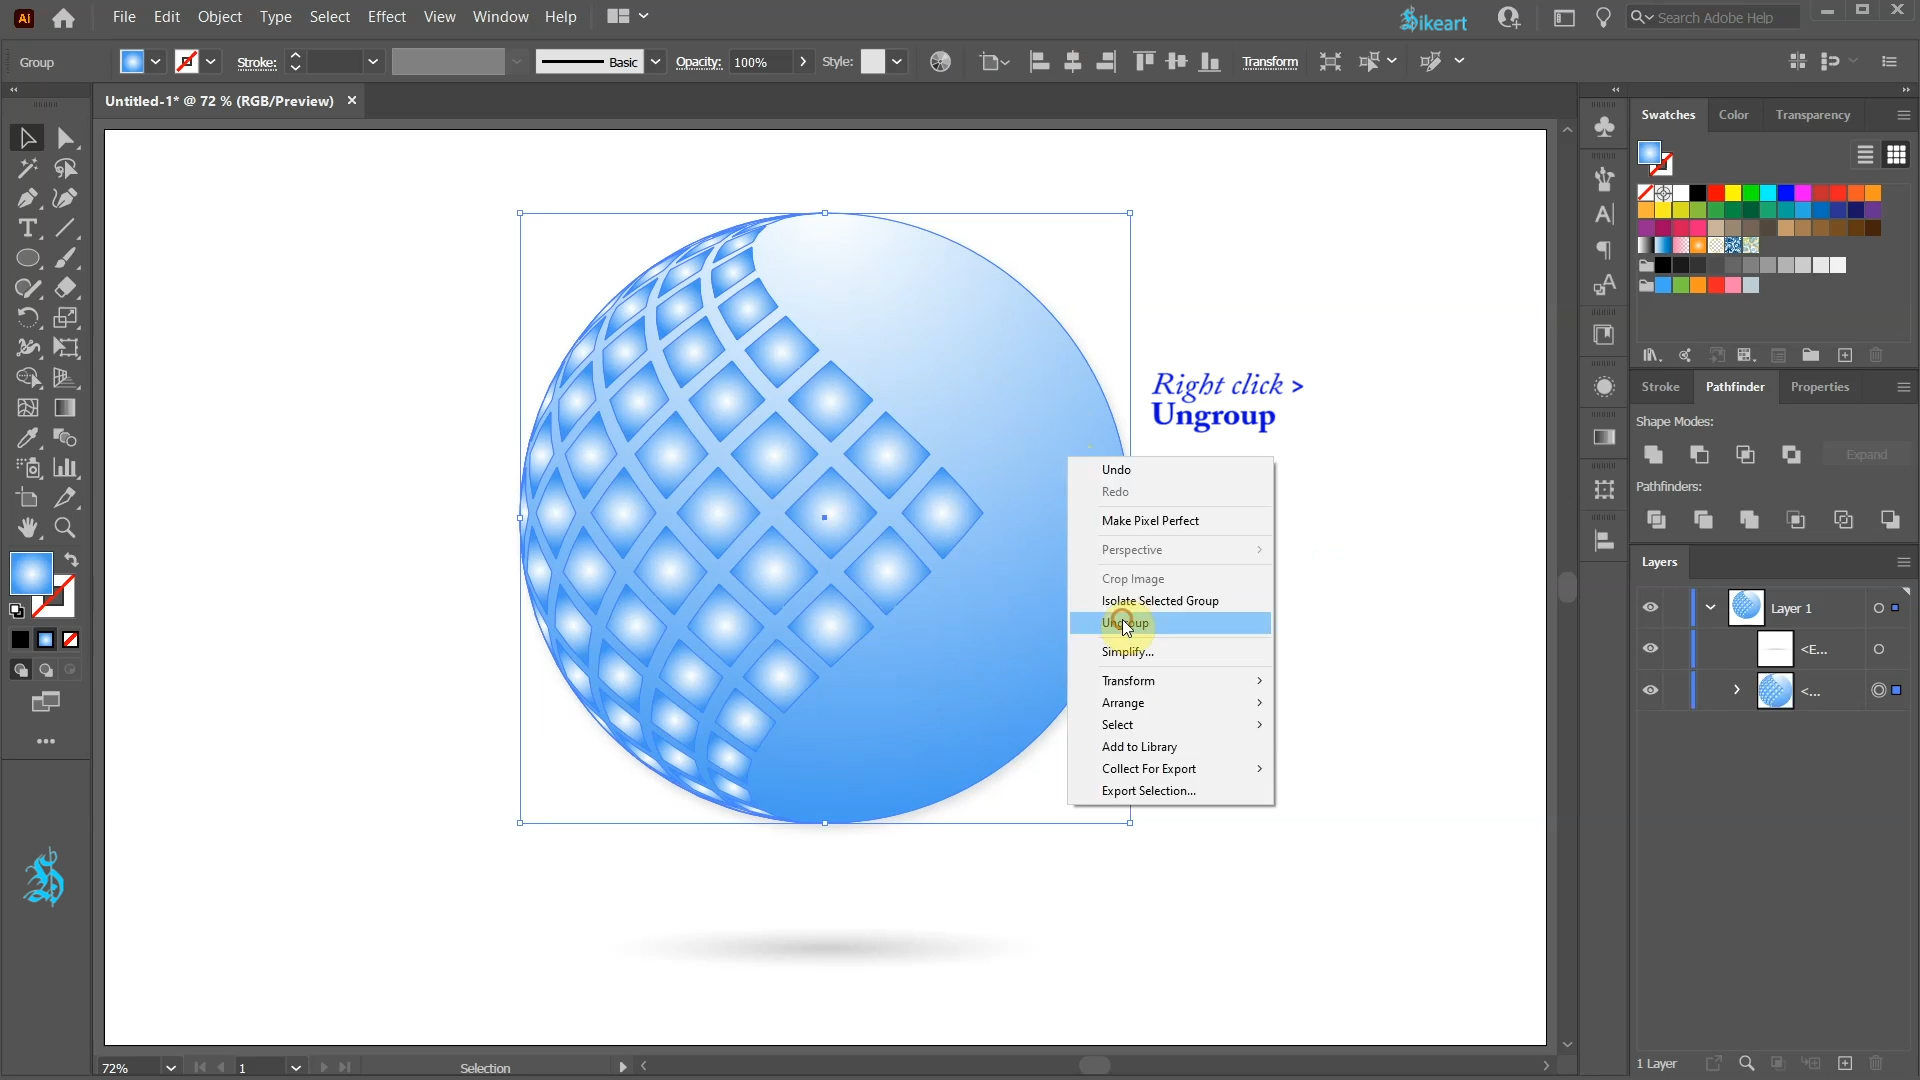 Ai
File Edit Object Type Select Effect View Window Help
Sikeart
Search Adobe Help
Group
Stroke:
Basic
Opacity:
100%
Style:
Transform
Untitled-1* @ 72 % (RGB/Preview)
Swatches
Color
Transparency
Right click >
Ungroup
Stroke
Pathfinder
Properties
Shape Modes:
Expand
Pathfinders:
Undo
Redo
Make Pixel Perfect
Perspective
Crop Image
Isolate Selected Group
Ungroup
Simplify...
Transform
Arrange
Select
Add to Library
Collect For Export
Export Selection...
Layers
Layer 1
<E...
<...
72%
1
Selection
1 Layer